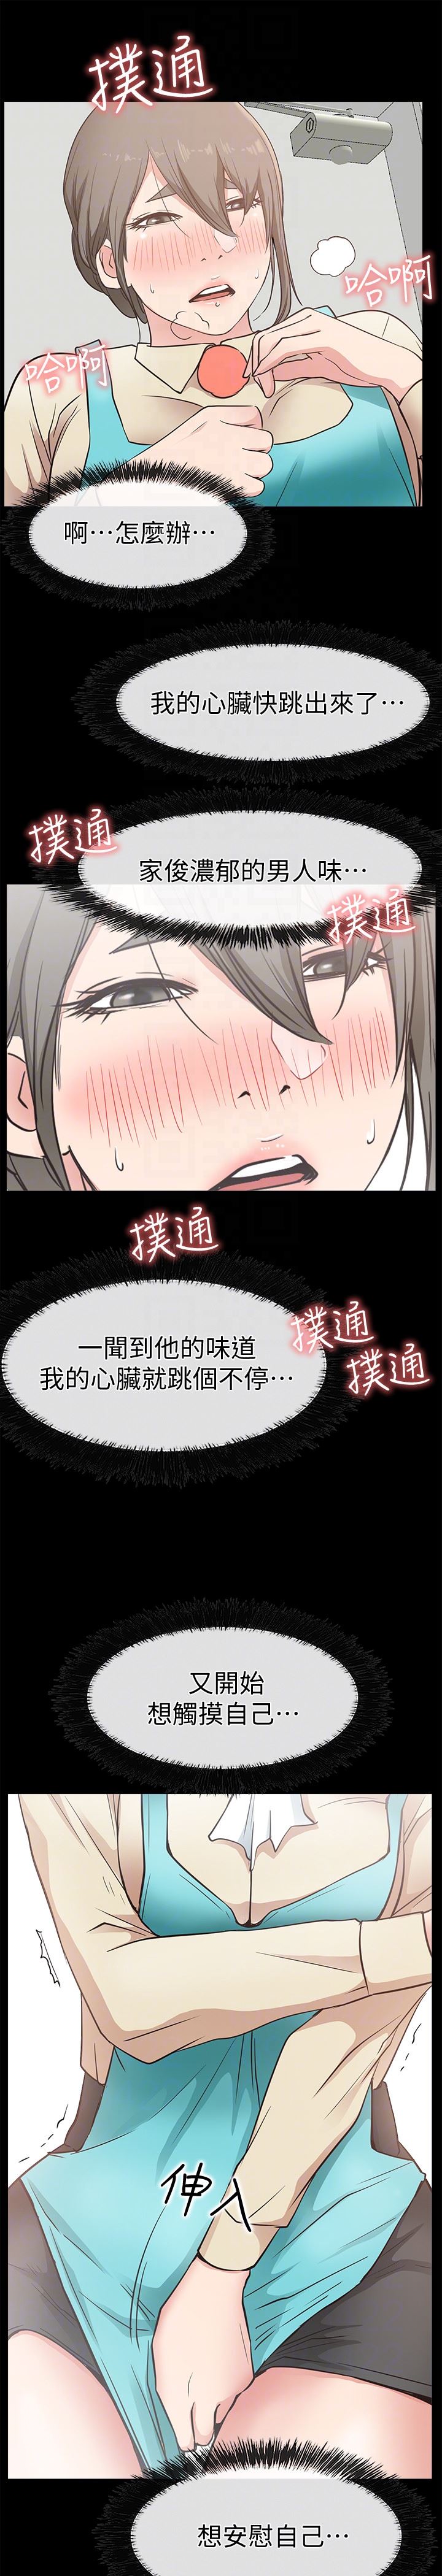 撲通
哈啊
哈啊
啊⋯怎麼辦⋯
我的心臟快跳出來了⋯
撲通
家俊濃郁的男人味⋯
撲通
撲通
一聞到他的味道
我的心臟就跳個不停⋯
撲通
撲通
又開始
想觸摸自己⋯
伸入
想安慰自己⋯